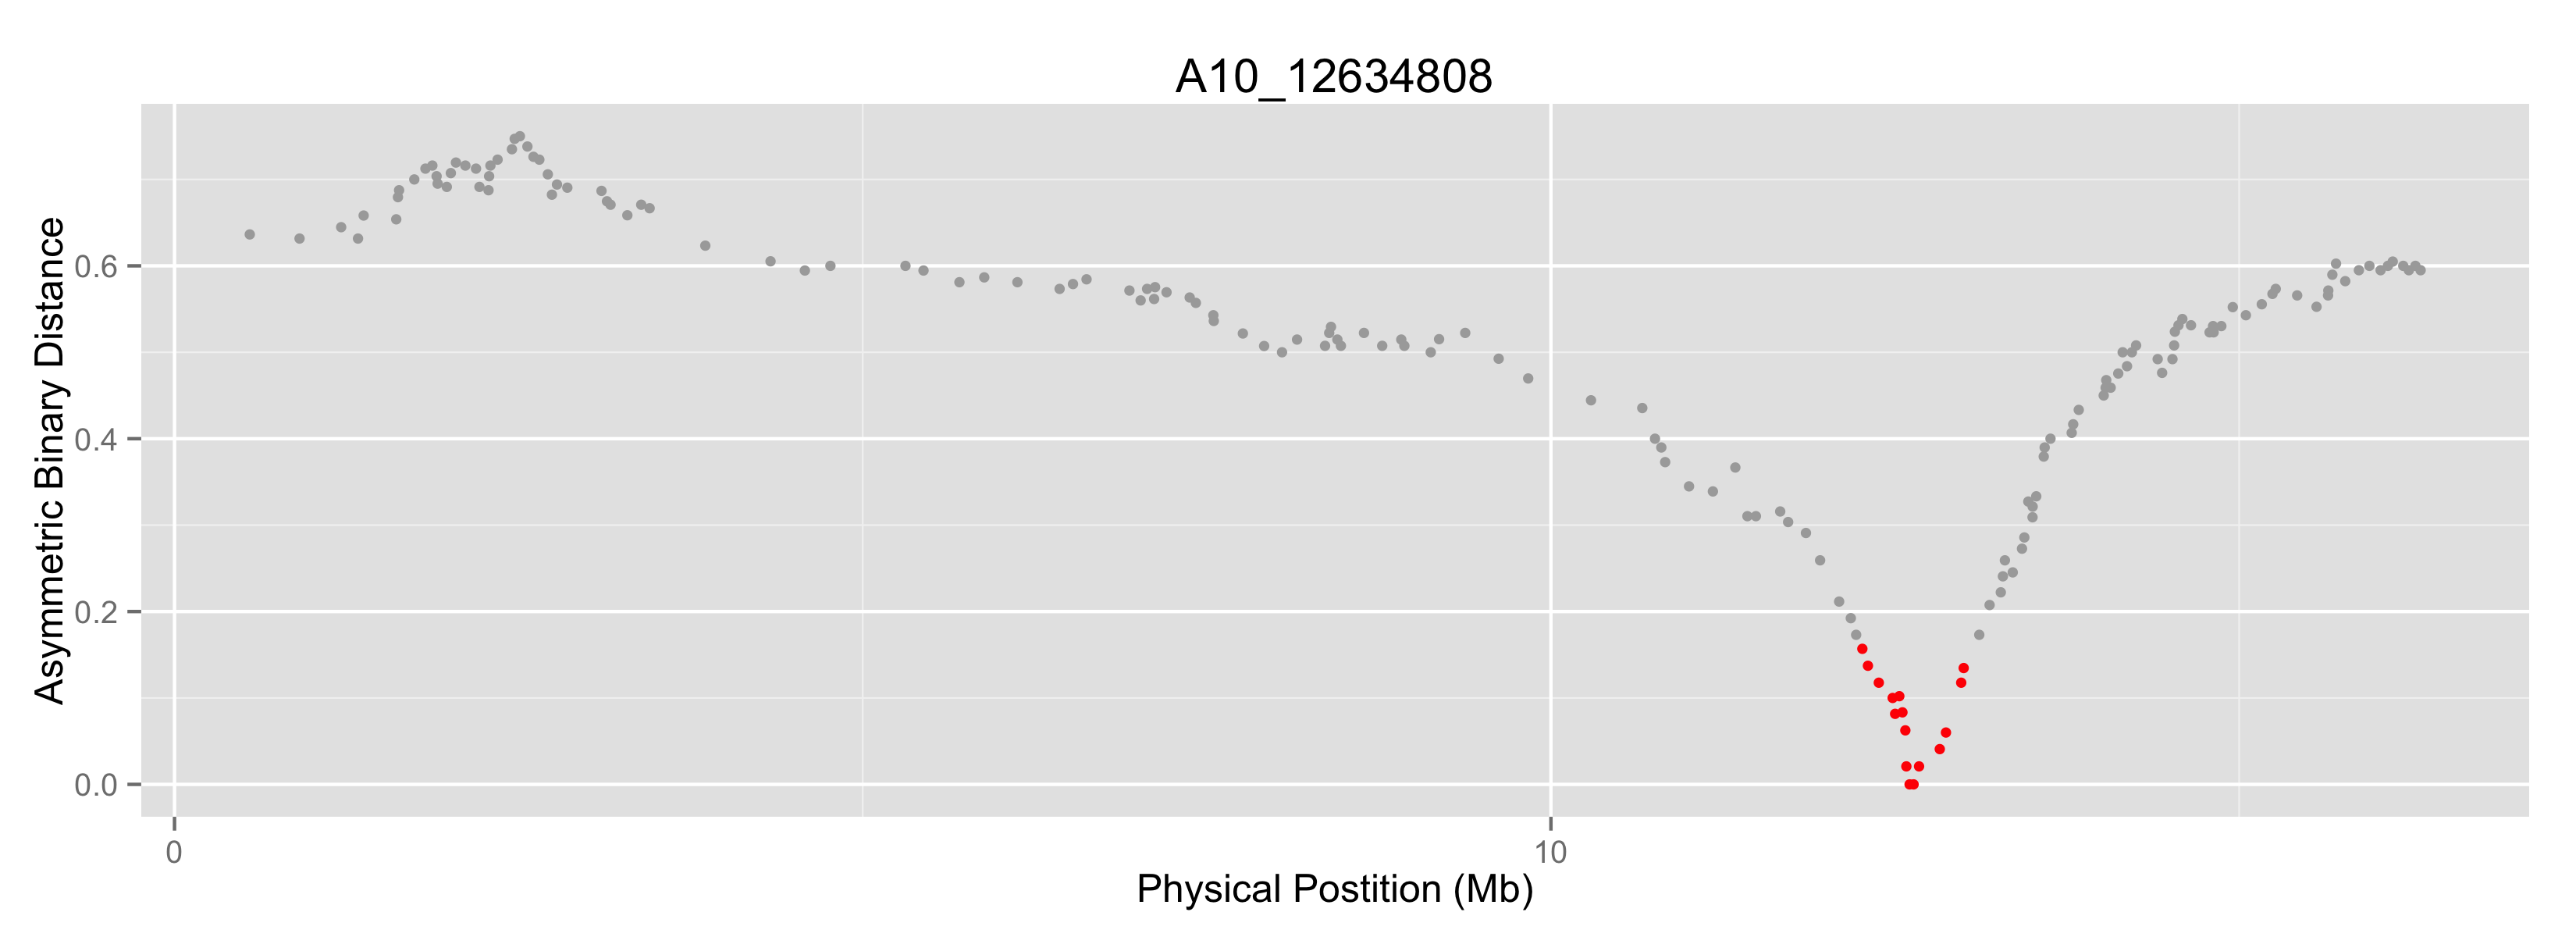 A10_12634808
Asymmetric Binary Distance
0.6
0.4
0.2
0.0
0
10
Physical Postition (Mb)